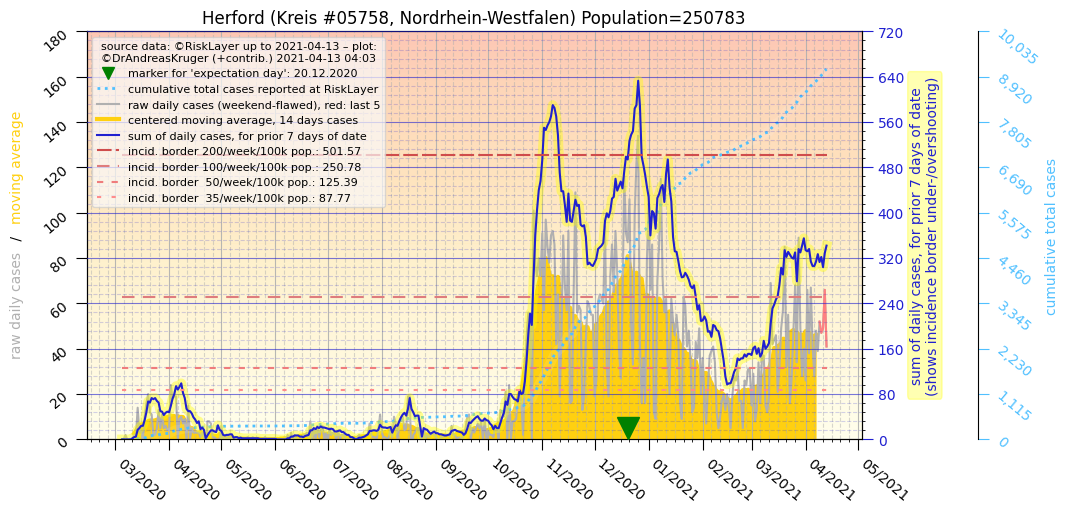 Herford (Kreis #05758, Nordrhein-Westfalen) Population=250783
source data: ©RiskLayer up to 2021-04-13 – plot:
©DrAndreasKruger (+contrib.) 2021-04-13 04:03
marker for 'expectation day': 20.12.2020
cumulative total cases reported at RiskLayer
raw daily cases (weekend-flawed), red: last 5
centered moving average, 14 days cases
sum of daily cases, for prior 7 days of date
incid. border 200/week/100k pop.: 501.57
incid. border 100/week/100k pop.: 250.78
incid. border  50/week/100k pop.: 125.39
incid. border  35/week/100k pop.: 87.77
raw daily cases  /  moving average
180
160
140
120
100
80
60
40
20
0
03/2020
04/2020
05/2020
06/2020
07/2020
08/2020
09/2020
10/2020
11/2020
12/2020
01/2021
02/2021
03/2021
04/2021
05/2021
720
640
560
480
400
320
240
160
80
0
sum of daily cases, for prior 7 days of date
(shows incidence border under-/overshooting)
10,035
8,920
7,805
6,690
5,575
4,460
3,345
2,230
1,115
0
cumulative total cases